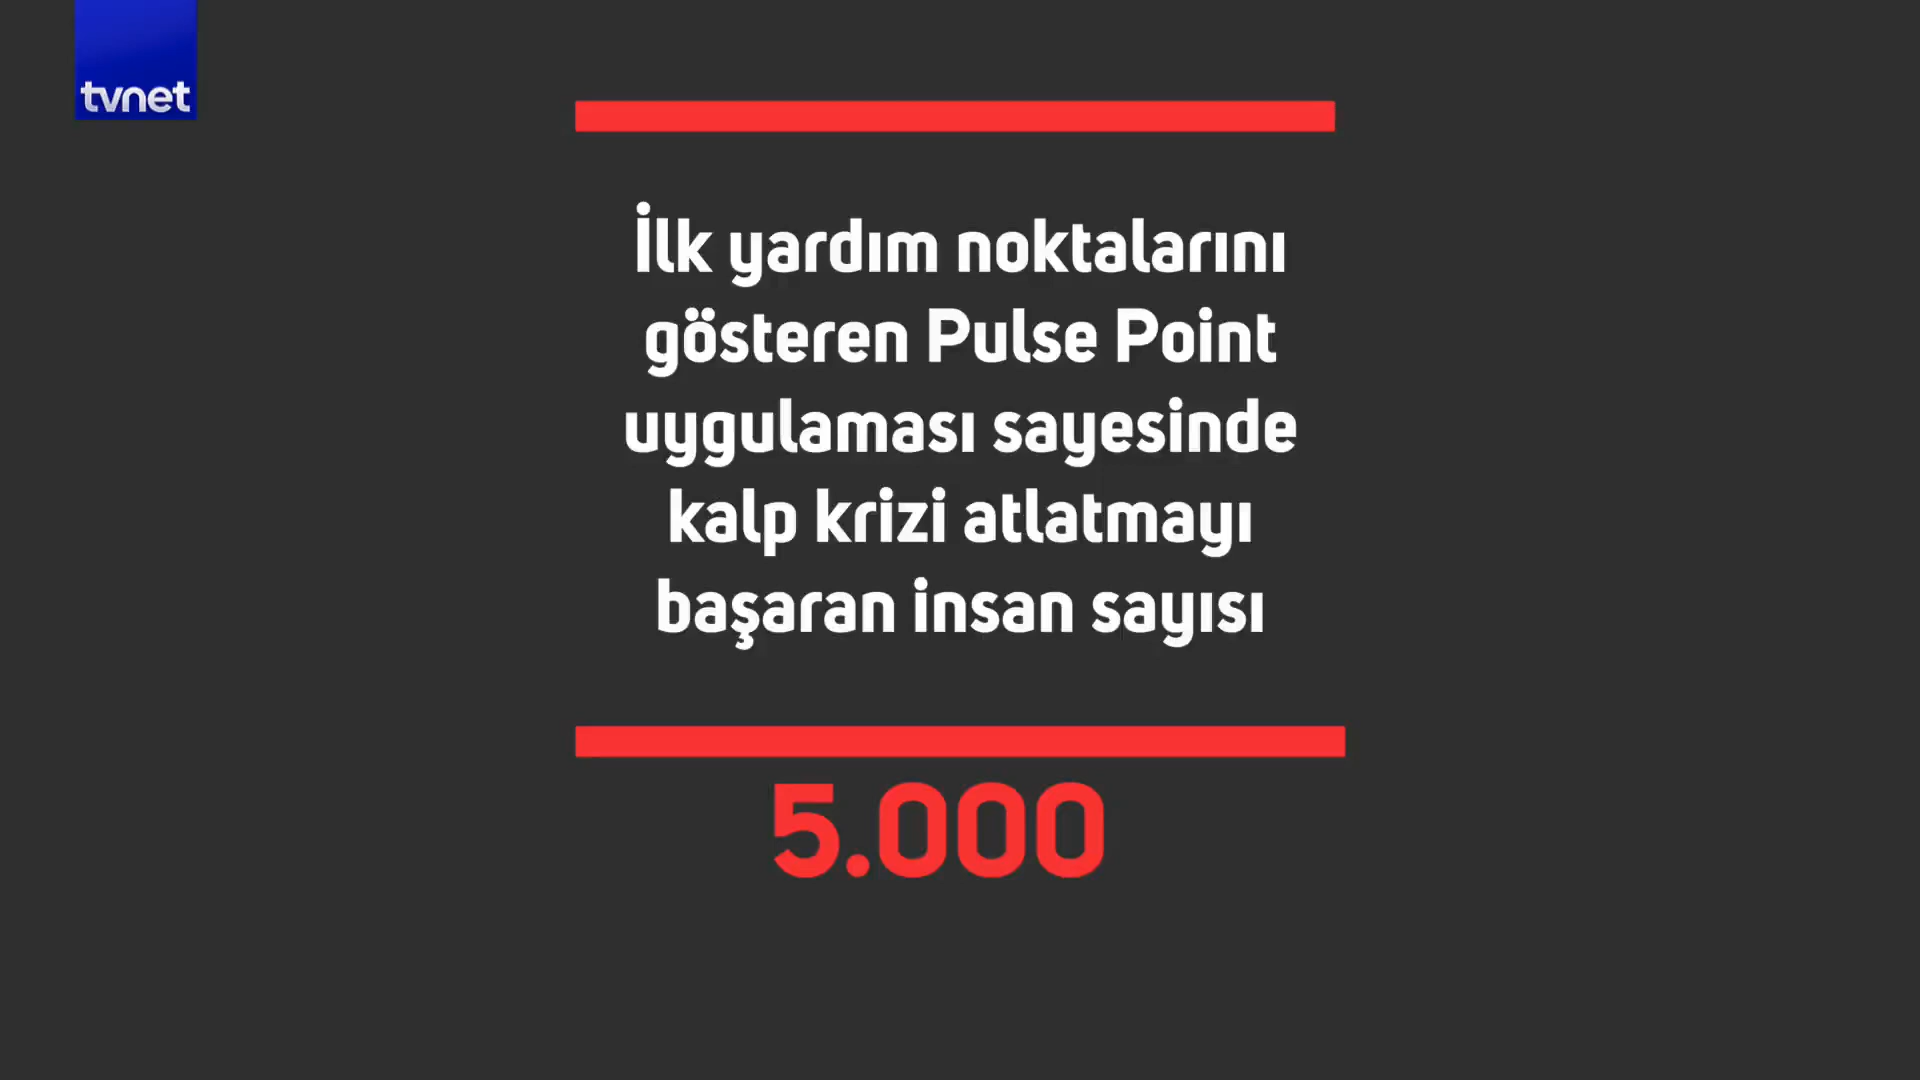 tvnet
İlk yardım noktalarını
gösteren Pulse Point
uygulaması sayesinde
kalp krizi atlatmayı
başaran insan sayısı
5.000